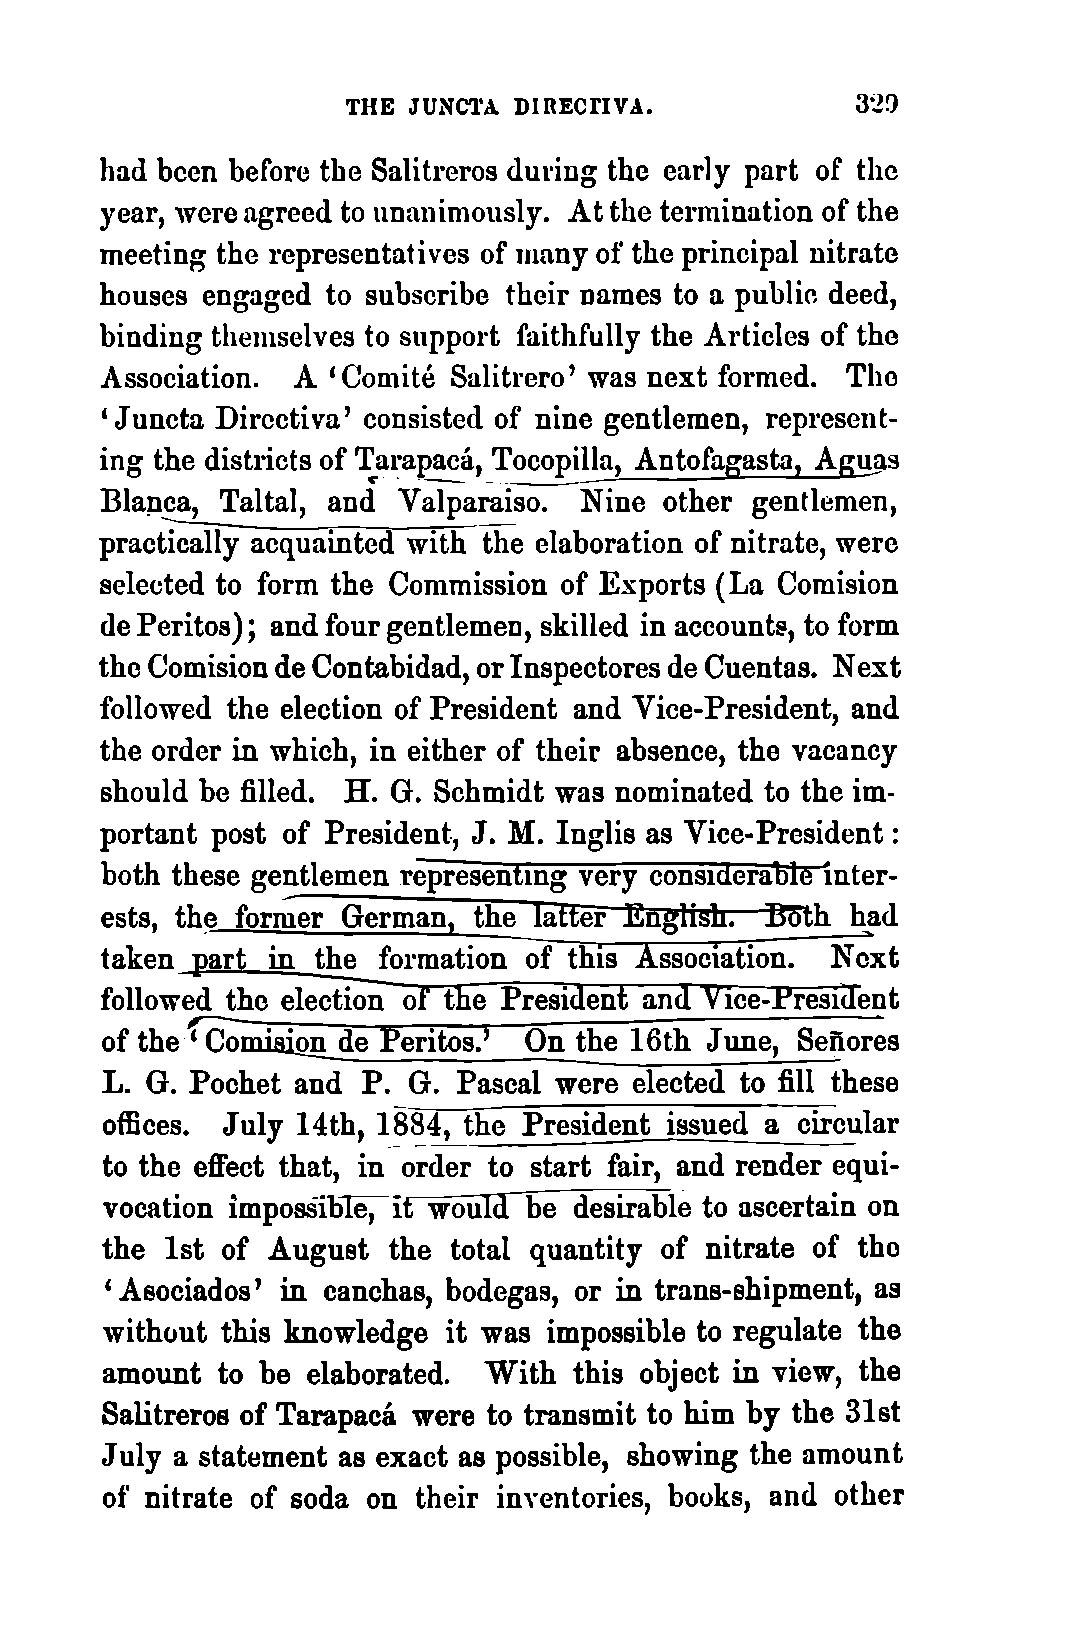 THE JUNCTA DIRECTIVA. 329
had been before the Salitreros during the early part of the
year, were agreed to unanimously. At the termination of the
meeting the representatives of many of the principal nitrate
houses engaged to subscribe their names to a public deed,
binding themselves to support faithfully the Articles of the
Association. A ‘Comité Salitrero’ was next formed. The
‘Juncta Directiva’ consisted of nine gentlemen, represent-
ing the districts of Tarapacá, Tocopilla, Antofagasta, Aguas
Blanca, Taltal, and Valparaiso. Nine other gentlemen,
practically acquainted with the elaboration of nitrate, were
selected to form the Commission of Exports (La Comision
de Peritos); and four gentlemen, skilled in accounts, to form
the Comision de Contabidad, or Inspectores de Cuentas. Next
followed the election of President and Vice-President, and
the order in which, in either of their absence, the vacancy
should be filled. H. G. Schmidt was nominated to the im-
portant post of President, J. M. Inglis as Vice-President:
both these gentlemen representing very considerable inter-
ests, the former German, the latter English. Both had
taken part in the formation of this Association. Next
followed the election of the President and Vice-President
of the ‘Comision de Peritos.’ On the 16th June, Señores
L. G. Pochet and P. G. Pascal were elected to fill these
offices. July 14th, 1884, the President issued a circular
to the effect that, in order to start fair, and render equi-
vocation impossible, it would be desirable to ascertain on
the 1st of August the total quantity of nitrate of the
‘Asociados’ in canchas, bodegas, or in trans-shipment, as
without this knowledge it was impossible to regulate the
amount to be elaborated. With this object in view, the
Salitreros of Tarapacá were to transmit to him by the 31st
July a statement as exact as possible, showing the amount
of nitrate of soda on their inventories, books, and other